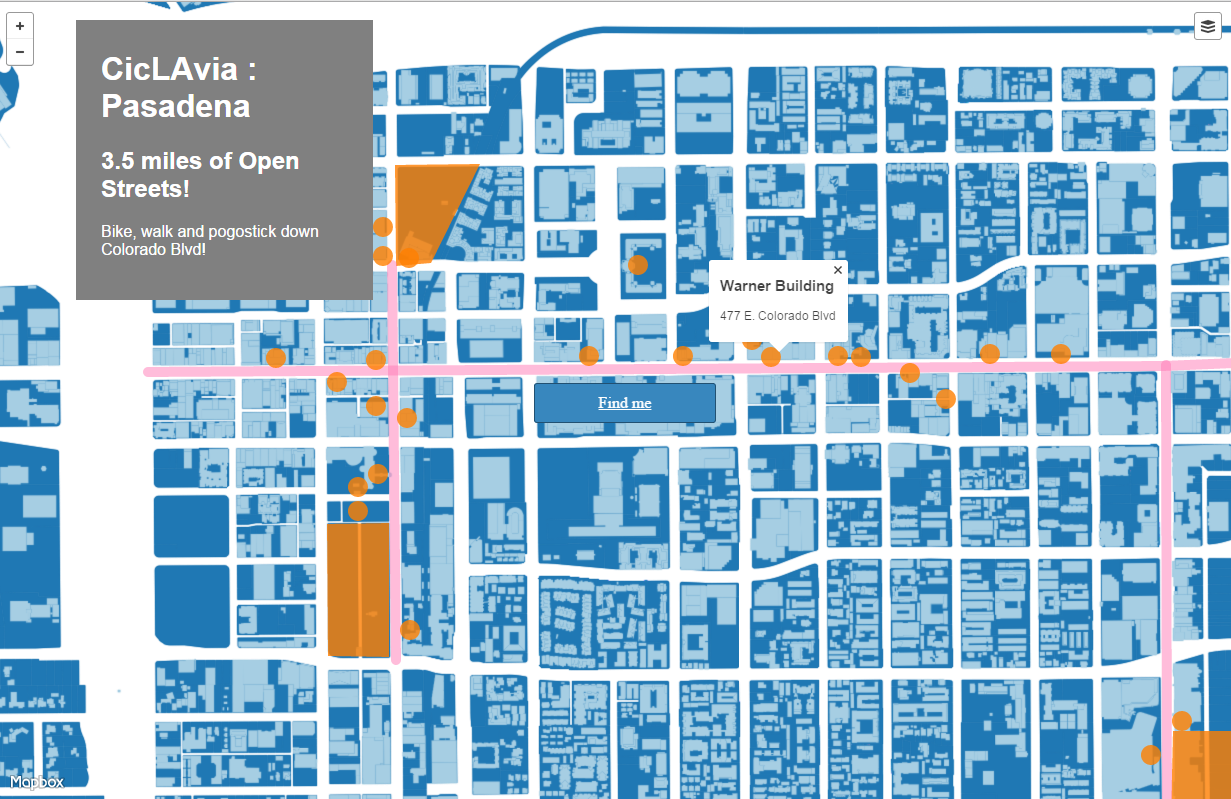 +
−
CicLAvia :
Pasadena
3.5 miles of Open
Streets!
Bike, walk and pogostick down
Colorado Blvd!
×
Warner Building
477 E. Colorado Blvd
Find me
Mapbox